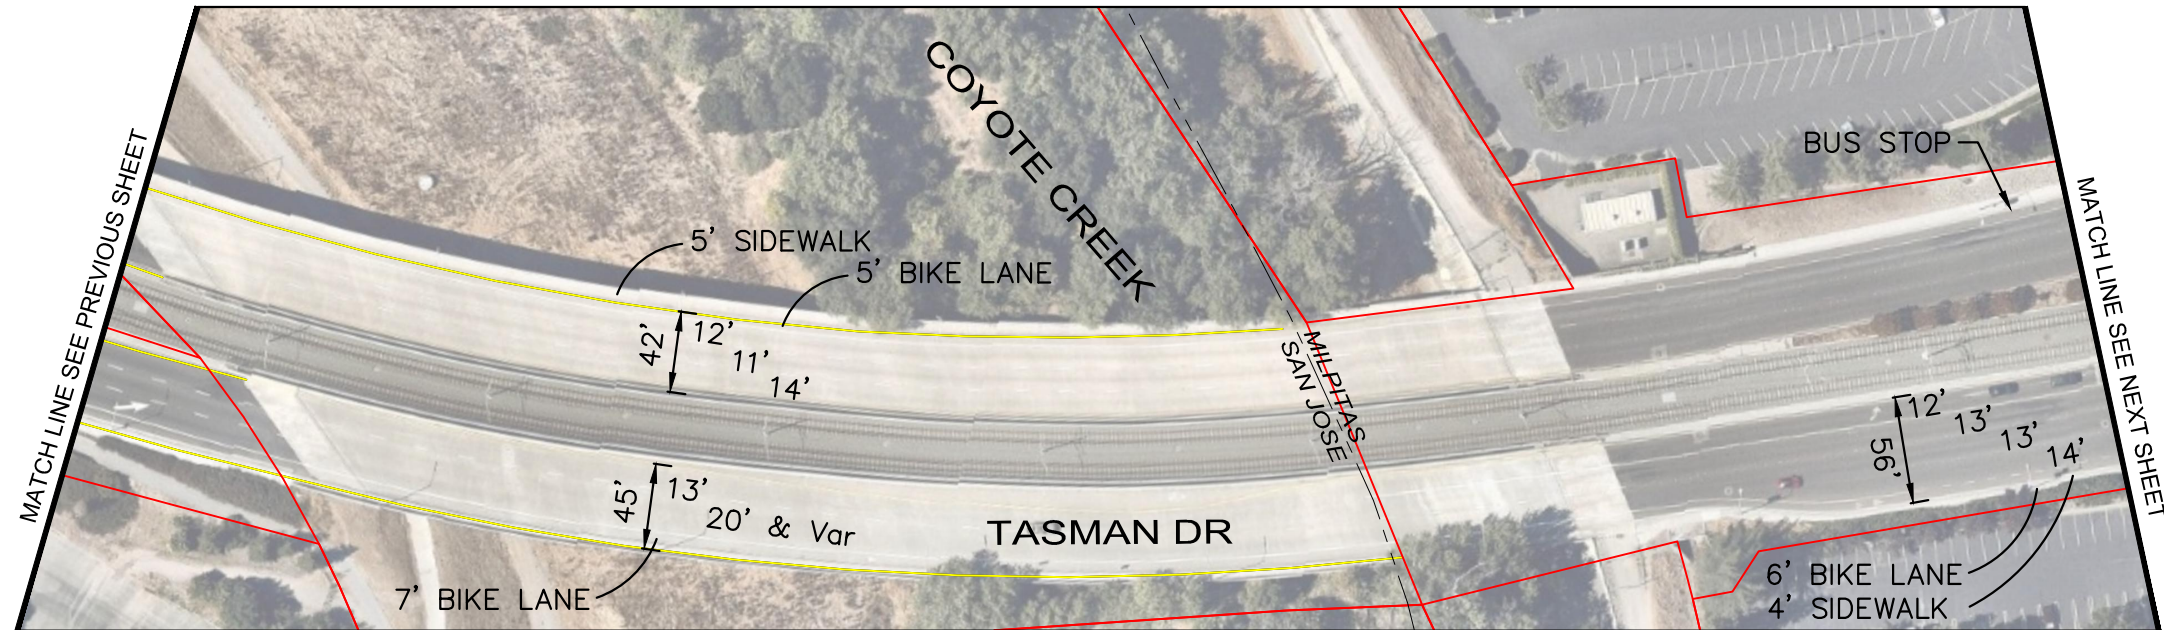 MATCH LINE SEE PREVIOUS SHEET
COYOTE CREEK
BUS STOP
MATCH LINE SEE NEXT SHEET
5' SIDEWALK
5' BIKE LANE
42'
12'
11'
14'
MILPITAS
SAN JOSE
12'
13'
13'
14'
56'
45'
13'
20' & Var
TASMAN DR
7' BIKE LANE
6' BIKE LANE
4' SIDEWALK